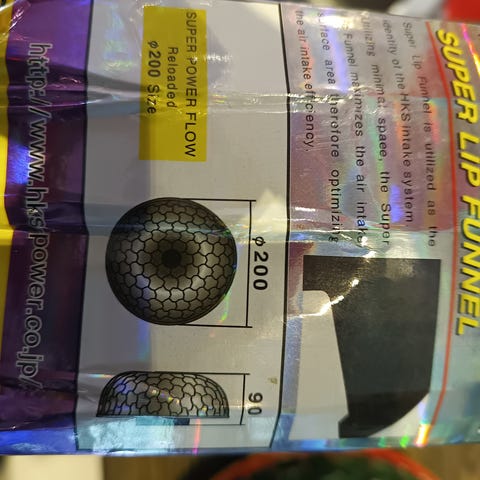 SUPER LIP FUNNEL
Super Lip Funnel is utilized as the
identity of the HKS intake system.
Utilizing minimal space, the Super
Funnel maximizes the air intake
surface area therefore optimizing
the air intake efficiency.
SUPER POWER FLOW
Reloaded
φ200 Size
φ200
90
http://www.hks-power.co.jp/